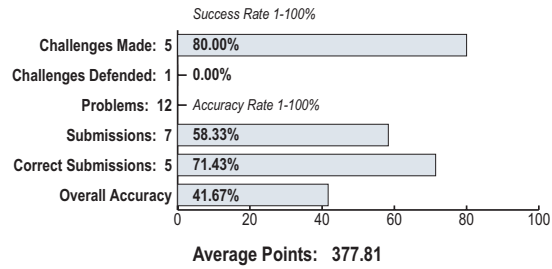 Success Rate 1-100%
Challenges Made: 5 80.00%
Challenges Defended: 1 0.00%
Problems: 12 Accuracy Rate 1-100%
Submissions: 7 58.33%
Correct Submissions: 5 71.43%
Overall Accuracy 41.67%
0 20 40 60 80 100
Average Points: 377.81